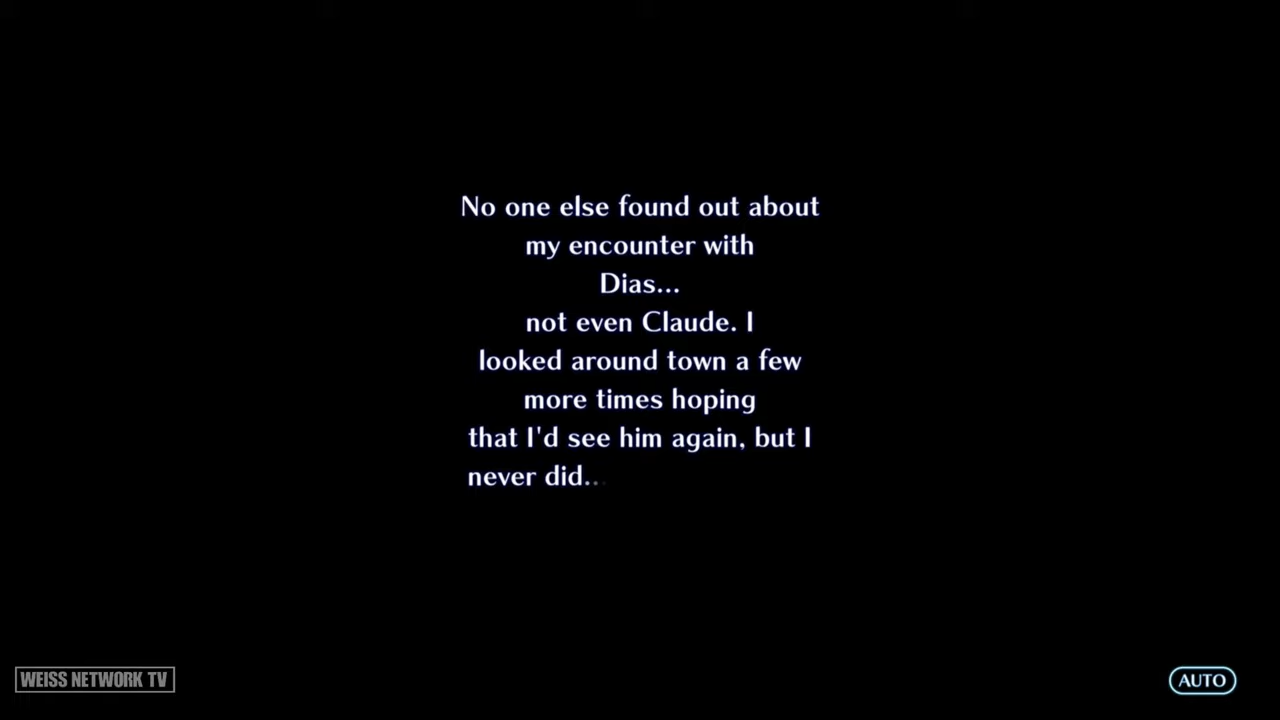 No one else found out about
my encounter with
Dias...
not even Claude. I
looked around town a few
more times hoping
that I'd see him again, but I
never did...
WEISS NETWORK TV
AUTO